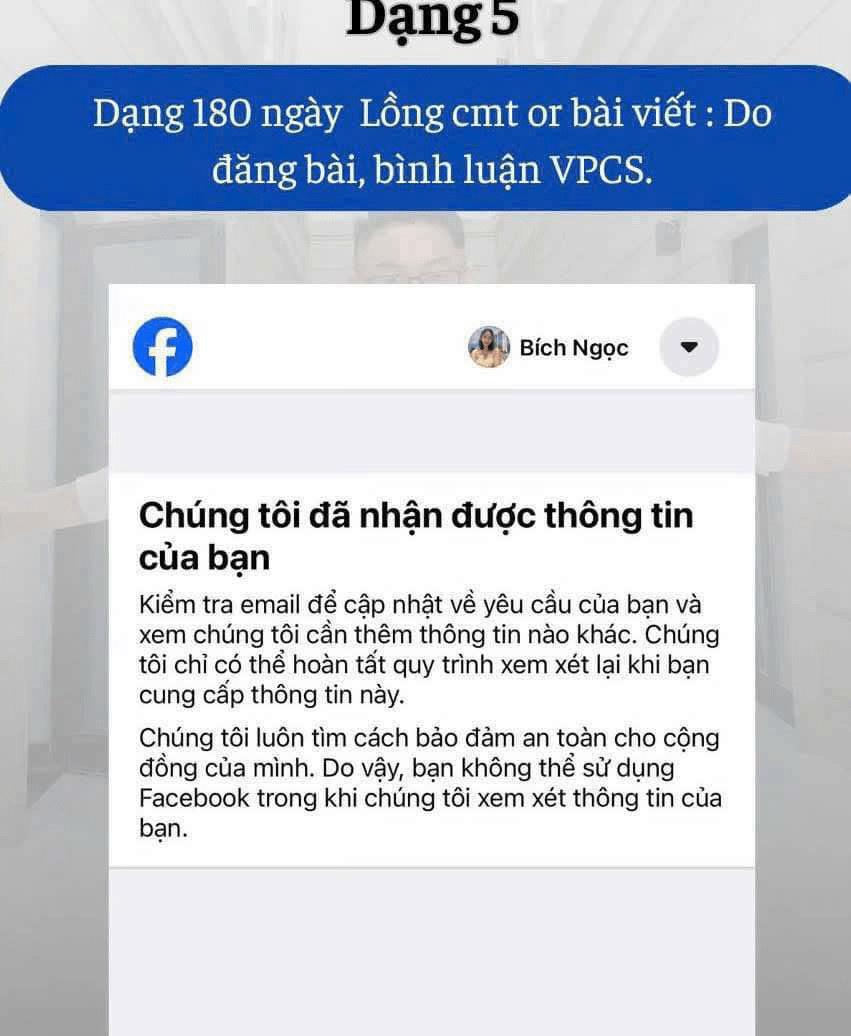 Dạng 5
Dạng 180 ngày Lồng cmt or bài viết : Do
đăng bài, bình luận VPCS.
Bích Ngọc
Chúng tôi đã nhận được thông tin
của bạn
Kiểm tra email để cập nhật về yêu cầu của bạn và
xem chúng tôi cần thêm thông tin nào khác. Chúng
tôi chỉ có thể hoàn tất quy trình xem xét lại khi bạn
cung cấp thông tin này.
Chúng tôi luôn tìm cách bảo đảm an toàn cho cộng
đồng của mình. Do vậy, bạn không thể sử dụng
Facebook trong khi chúng tôi xem xét thông tin của
bạn.